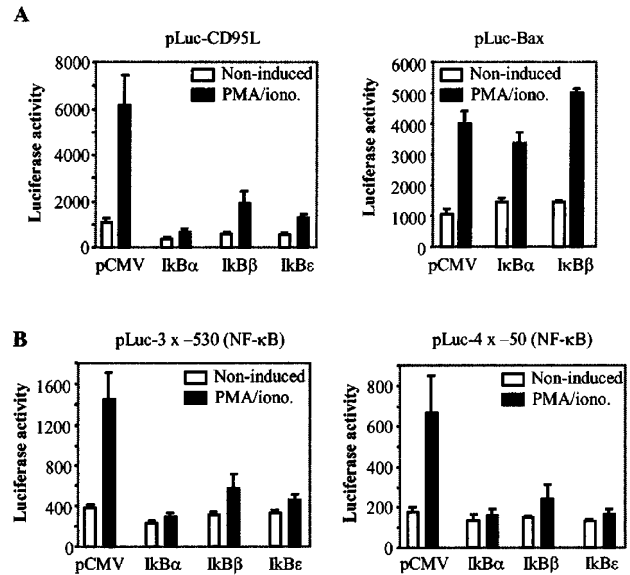 A
pLuc-CD95L
Luciferase activity
8000
6000
4000
2000
0
Non-induced
PMA/iono.
pCMV IkBα IkBβ IkBε
pLuc-Bax
Luciferase activity
6000
5000
4000
3000
2000
1000
0
Non-induced
PMA/iono.
pCMV IκBα IκBβ
B
pLuc-3 x –530 (NF-κB)
Luciferase activity
1600
1200
800
400
0
Non-induced
PMA/iono.
pCMV IkBα IkBβ IkBε
pLuc-4 x –50 (NF-κB)
Luciferase activity
800
600
400
200
0
Non-induced
PMA/iono.
pCMV IkBα IkBβ IkBε